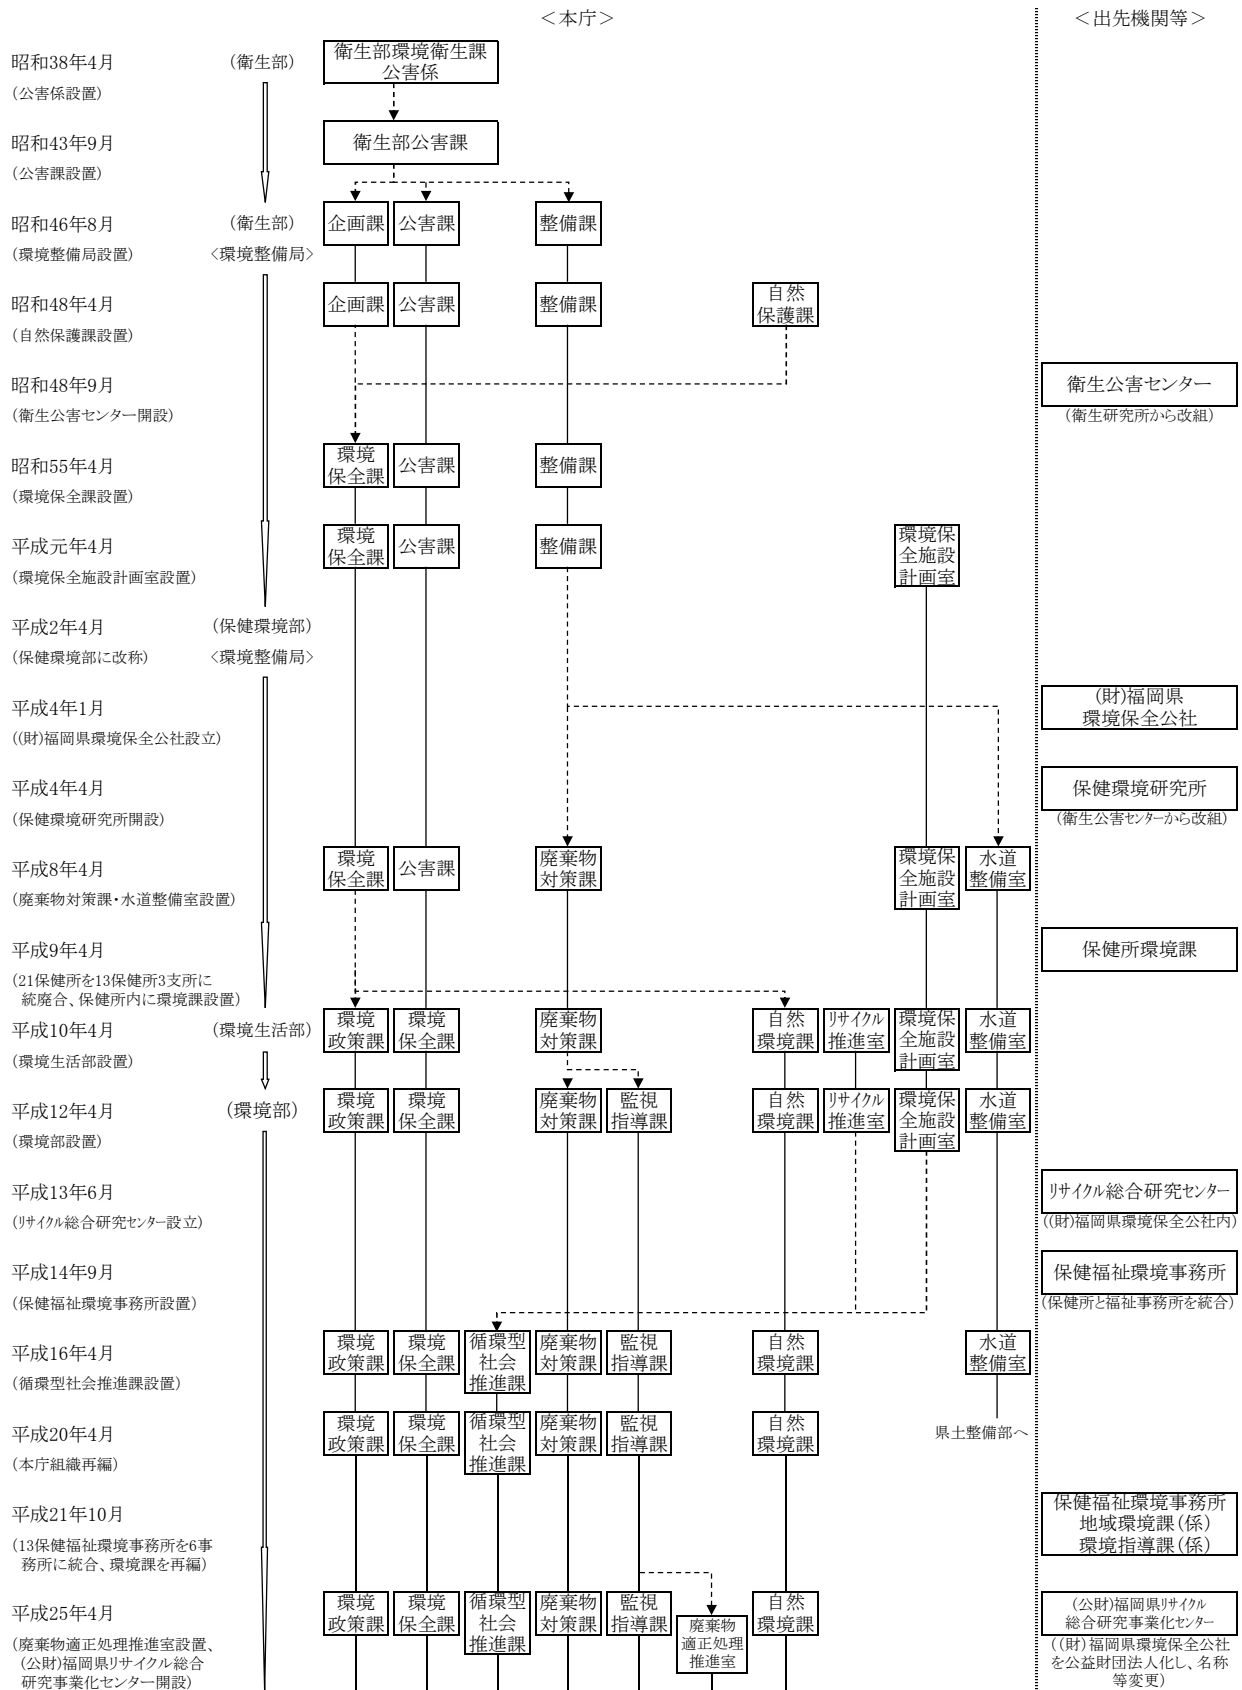 ＜本庁＞
＜出先機関等＞
昭和38年4月
(公害係設置)
(衛生部)
衛生部環境衛生課
公害係
昭和43年9月
(公害課設置)
衛生部公害課
昭和46年8月
(環境整備局設置)
(衛生部)
〈環境整備局〉
企画課
公害課
整備課
昭和48年4月
(自然保護課設置)
企画課
公害課
整備課
自然
保護課
昭和48年9月
(衛生公害センター開設)
衛生公害センター
(衛生研究所から改組)
昭和55年4月
(環境保全課設置)
環境
保全課
公害課
整備課
平成元年4月
(環境保全施設計画室設置)
環境
保全課
公害課
整備課
環境保
全施設
計画室
平成2年4月
(保健環境部に改称)
(保健環境部)
〈環境整備局〉
平成4年1月
((財)福岡県環境保全公社設立)
(財)福岡県
環境保全公社
平成4年4月
(保健環境研究所開設)
保健環境研究所
(衛生公害センターから改組)
平成8年4月
(廃棄物対策課・水道整備室設置)
環境
保全課
公害課
廃棄物
対策課
環境保
全施設
計画室
水道
整備室
平成9年4月
(21保健所を13保健所3支所に
統廃合、保健所内に環境課設置)
保健所環境課
平成10年4月
(環境生活部設置)
(環境生活部)
環境
政策課
環境
保全課
廃棄物
対策課
自然
環境課
リサイクル
推進室
環境保
全施設
計画室
水道
整備室
平成12年4月
(環境部設置)
(環境部)
環境
政策課
環境
保全課
廃棄物
対策課
監視
指導課
自然
環境課
リサイクル
推進室
環境保
全施設
計画室
水道
整備室
平成13年6月
(リサイクル総合研究センター設立)
リサイクル総合研究センター
((財)福岡県環境保全公社内)
平成14年9月
(保健福祉環境事務所設置)
保健福祉環境事務所
(保健所と福祉事務所を統合)
平成16年4月
(循環型社会推進課設置)
環境
政策課
環境
保全課
循環型
社会
推進課
廃棄物
対策課
監視
指導課
自然
環境課
水道
整備室
平成20年4月
(本庁組織再編)
環境
政策課
環境
保全課
循環型
社会
推進課
廃棄物
対策課
監視
指導課
自然
環境課
県土整備部へ
平成21年10月
(13保健福祉環境事務所を6事
務所に統合、環境課を再編)
保健福祉環境事務所
地域環境課(係)
環境指導課(係)
平成25年4月
(廃棄物適正処理推進室設置、
(公財)福岡県リサイクル総合
研究事業化センター開設)
環境
政策課
環境
保全課
循環型
社会
推進課
廃棄物
対策課
監視
指導課
廃棄物
適正処理
推進室
自然
環境課
(公財)福岡県リサイクル
総合研究事業化センター
((財)福岡県環境保全公社
を公益財団法人化し、名称
等変更)